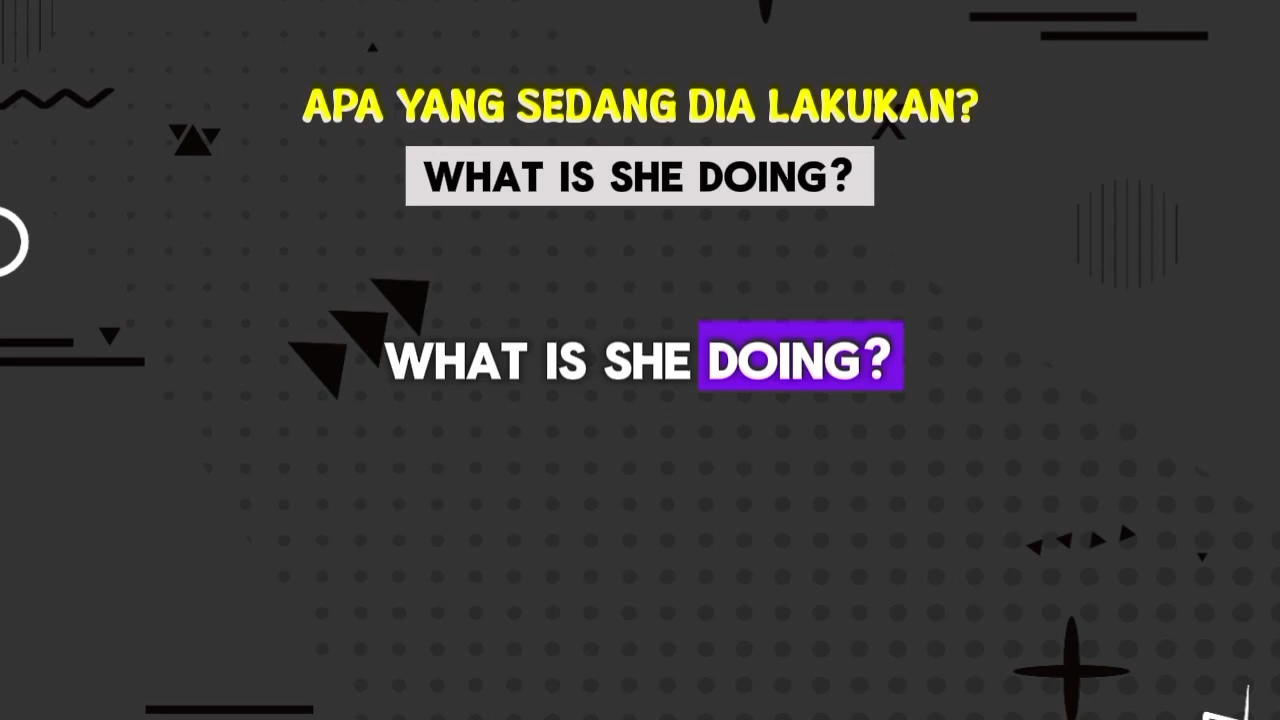 APA YANG SEDANG DIA LAKUKAN?
WHAT IS SHE DOING?
WHAT IS SHE DOING?